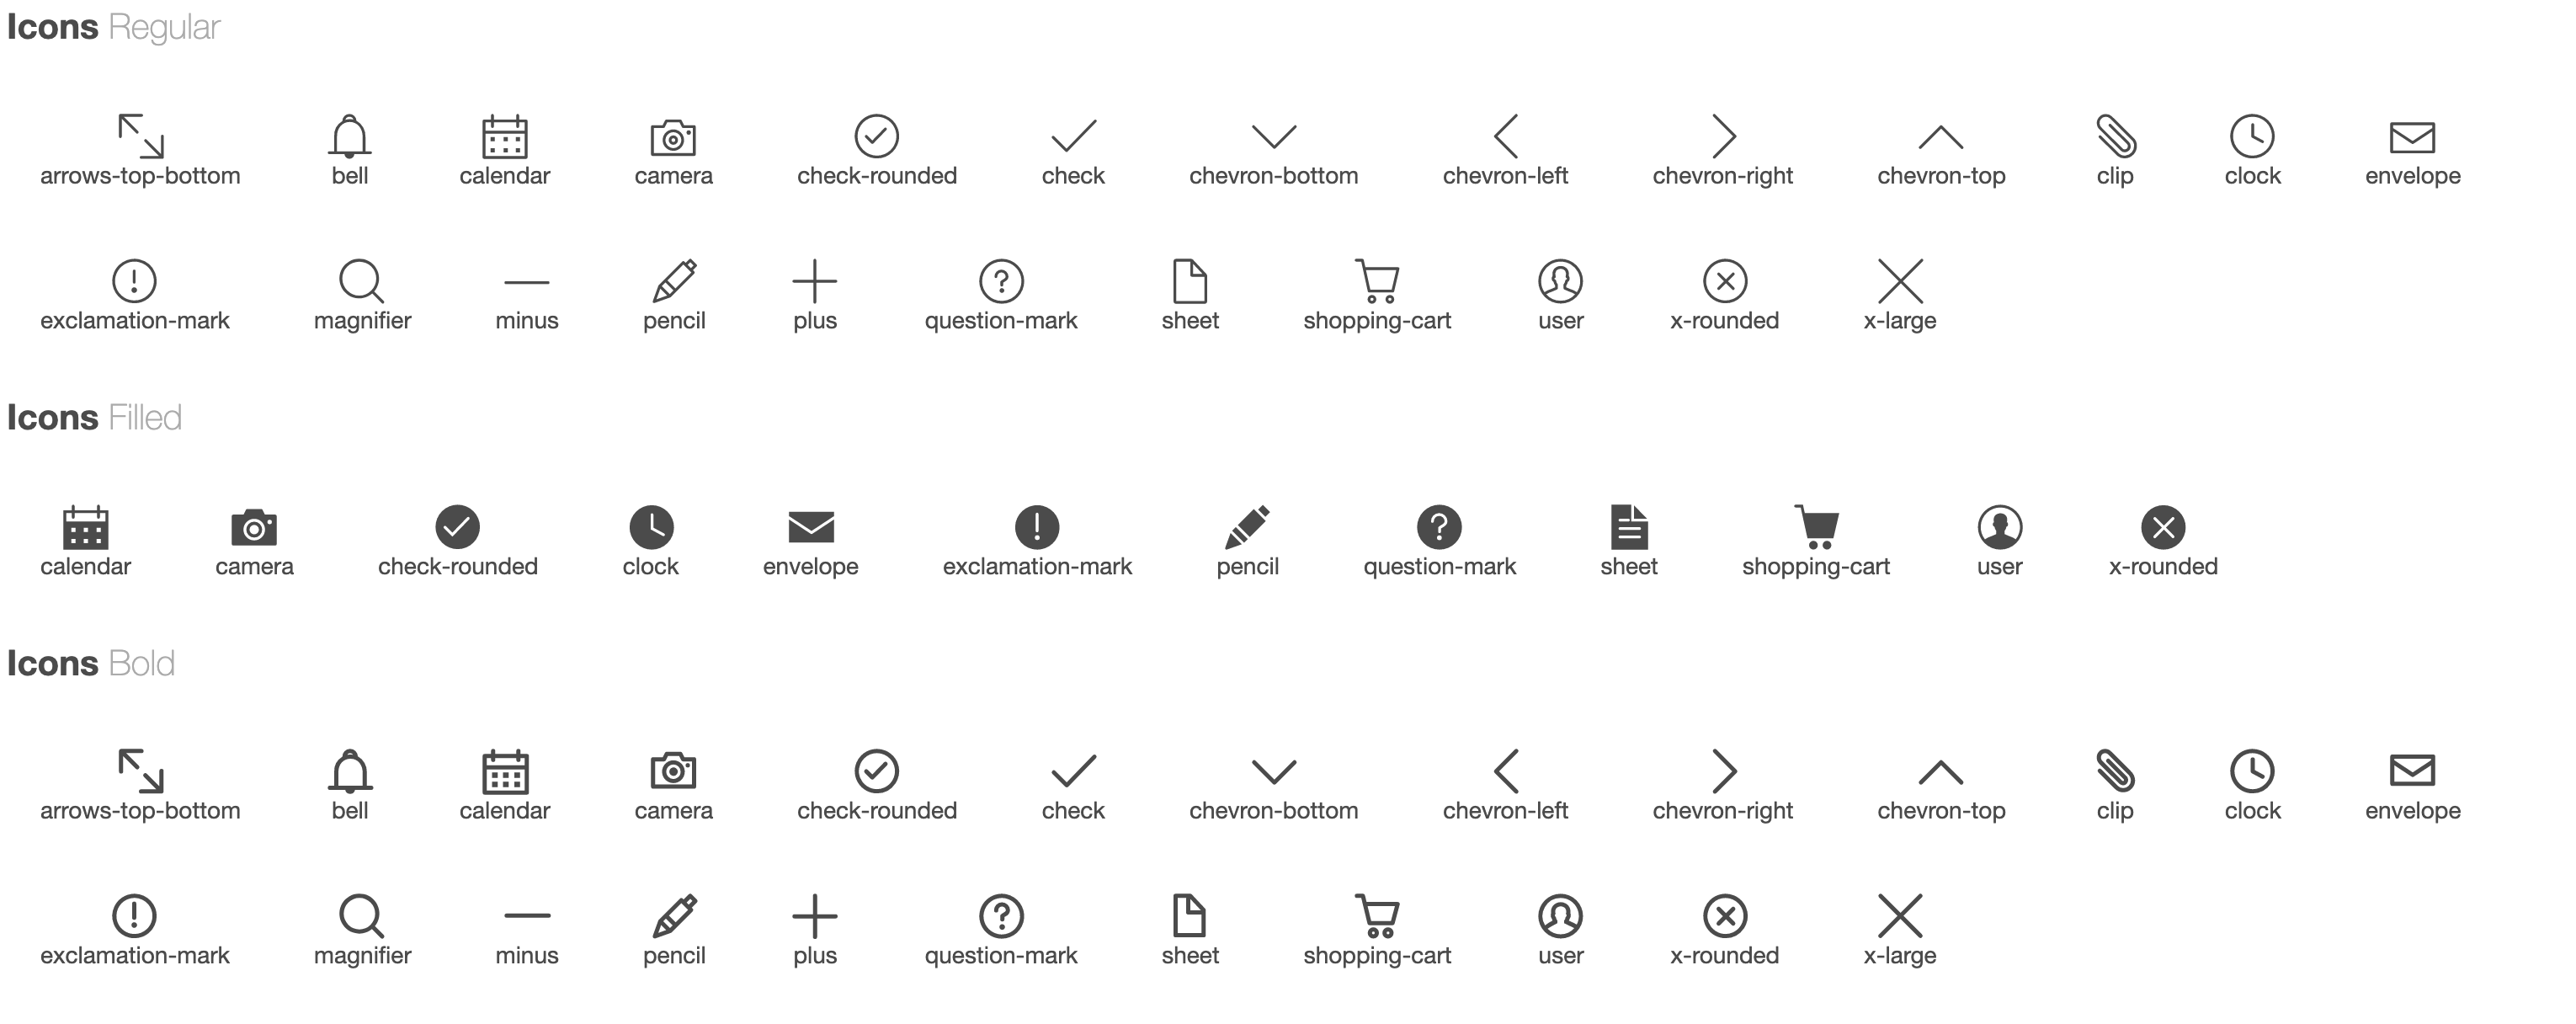 Icons Regular
arrows-top-bottom bell calendar camera check-rounded check chevron-bottom chevron-left chevron-right chevron-top clip clock envelope
exclamation-mark magnifier minus pencil plus question-mark sheet shopping-cart user x-rounded x-large
Icons Filled
calendar camera check-rounded clock envelope exclamation-mark pencil question-mark sheet shopping-cart user x-rounded
Icons Bold
arrows-top-bottom bell calendar camera check-rounded check chevron-bottom chevron-left chevron-right chevron-top clip clock envelope
exclamation-mark magnifier minus pencil plus question-mark sheet shopping-cart user x-rounded x-large